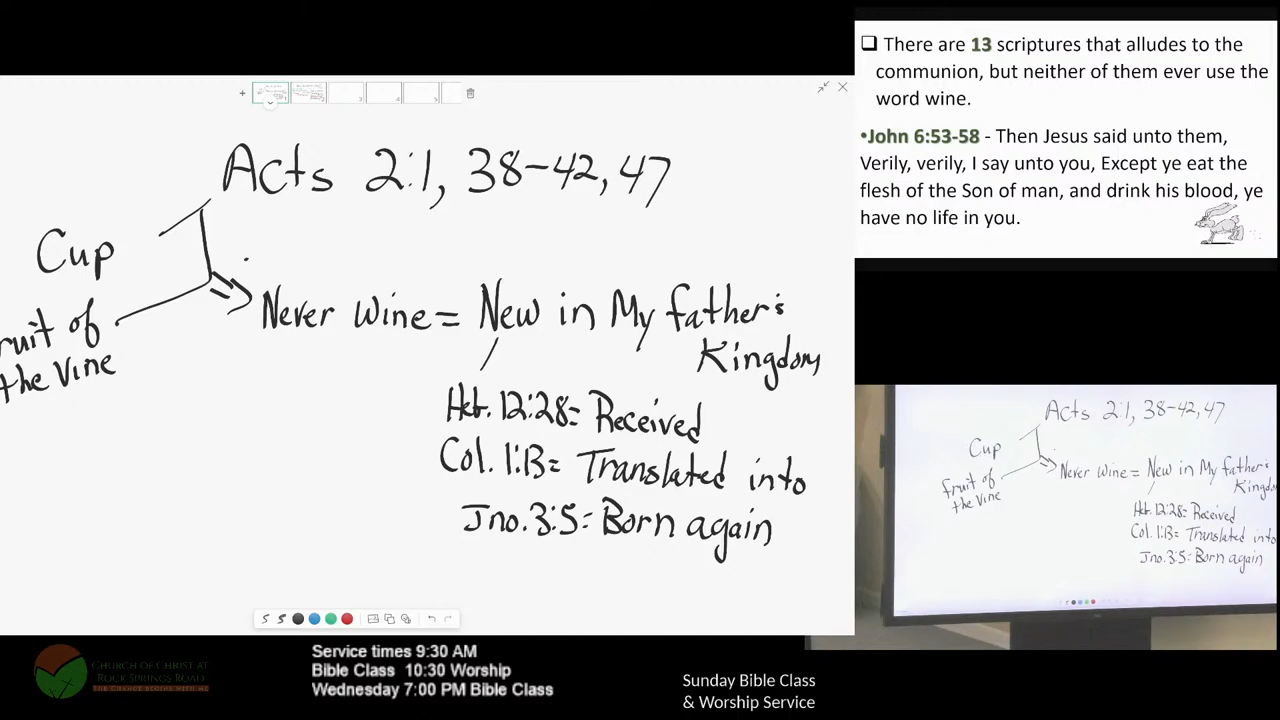 Acts 2:1, 38-42, 47
Cup
Fruit of
the Vine
Never Wine = New in My father's
Kingdom
Heb. 12:28 = Received
Col. 1:13 = Translated into
Jno. 3:5 = Born again
☐ There are 13 scriptures that alludes to the
communion, but neither of them ever use the
word wine.
•John 6:53-58 - Then Jesus said unto them,
Verily, verily, I say unto you, Except ye eat the
flesh of the Son of man, and drink his blood, ye
have no life in you.
Acts 2:1, 38-42, 47
Cup
fruit of
the Vine
Never Wine = New in My father's
Kingdom
Heb. 12:28 = Received
Col. 1:13 = Translated into
Jno. 3:5 = Born again
CHURCH OF CHRIST AT
ROCK SPRINGS ROAD
THE CHANGE BEGINS WITH ME
Service times 9:30 AM
Bible Class 10:30 Worship
Wednesday 7:00 PM Bible Class
Sunday Bible Class
& Worship Service